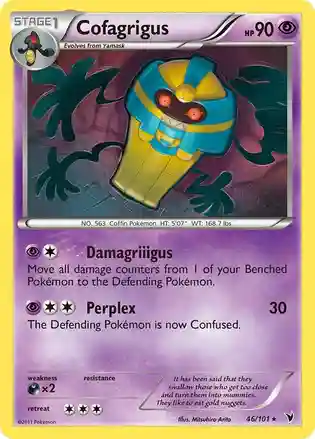 STAGE1 Cofagrigus HP 90
Evolves from Yamask
NO. 563 Coffin Pokémon HT: 5'07" WT: 168.7 lbs
Damagriiigus
Move all damage counters from 1 of your Benched
Pokémon to the Defending Pokémon.
Perplex 30
The Defending Pokémon is now Confused.
weakness resistance
×2
retreat
It has been said that they
swallow those who get too close
and turn them into mummies.
They like to eat gold nuggets.
©2011 Pokémon
Illus. Mitsuhiro Arita 46/101 ★